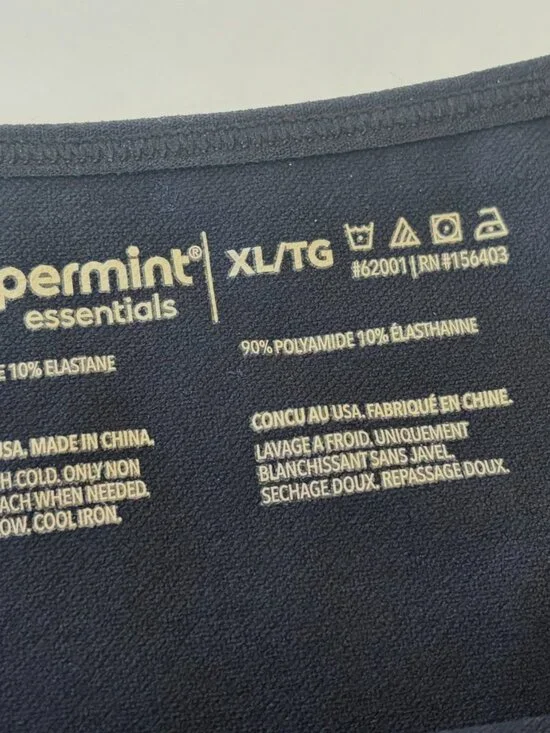 permint® XL/TG
essentials
#62001 | RN #156403
E 10% ELASTANE
90% POLYAMIDE 10% ÉLASTHANNE
USA. MADE IN CHINA.
H COLD. ONLY NON
ACH WHEN NEEDED.
OW. COOL IRON.
CONCU AU USA. FABRIQUÉ EN CHINE.
LAVAGE A FROID. UNIQUEMENT
BLANCHISSANT SANS JAVEL.
SECHAGE DOUX. REPASSAGE DOUX.